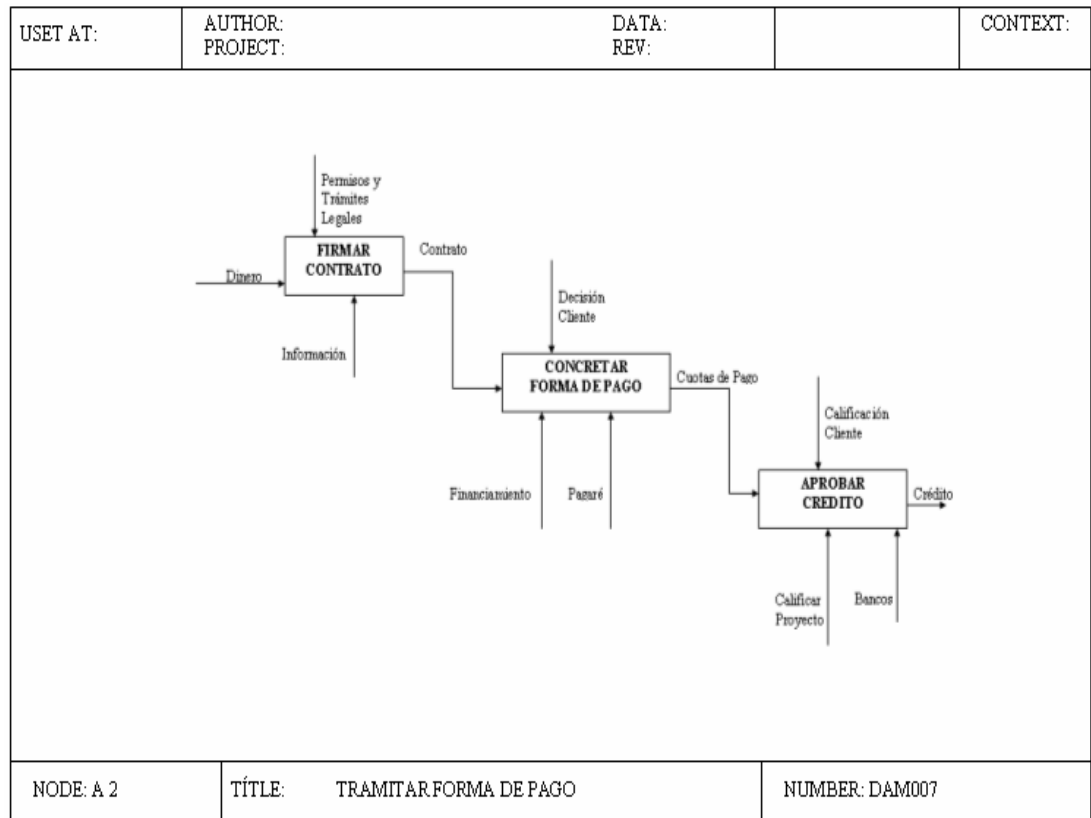 USET AT:
AUTHOR:
PROJECT:
DATA:
REV:
CONTEXT:
Permisos y
Trámites
Legales
FIRMAR
CONTRATO
Contrato
Dinero
Información
Decisión
Cliente
CONCRETAR
FORMA DE PAGO
Cuotas de Pago
Financiamiento
Pagaré
Calificación
Cliente
APROBAR
CREDITO
Crédito
Calificar
Proyecto
Bancos
NODE: A 2
TÍTLE:
TRAMITAR FORMA DE PAGO
NUMBER: DAM007